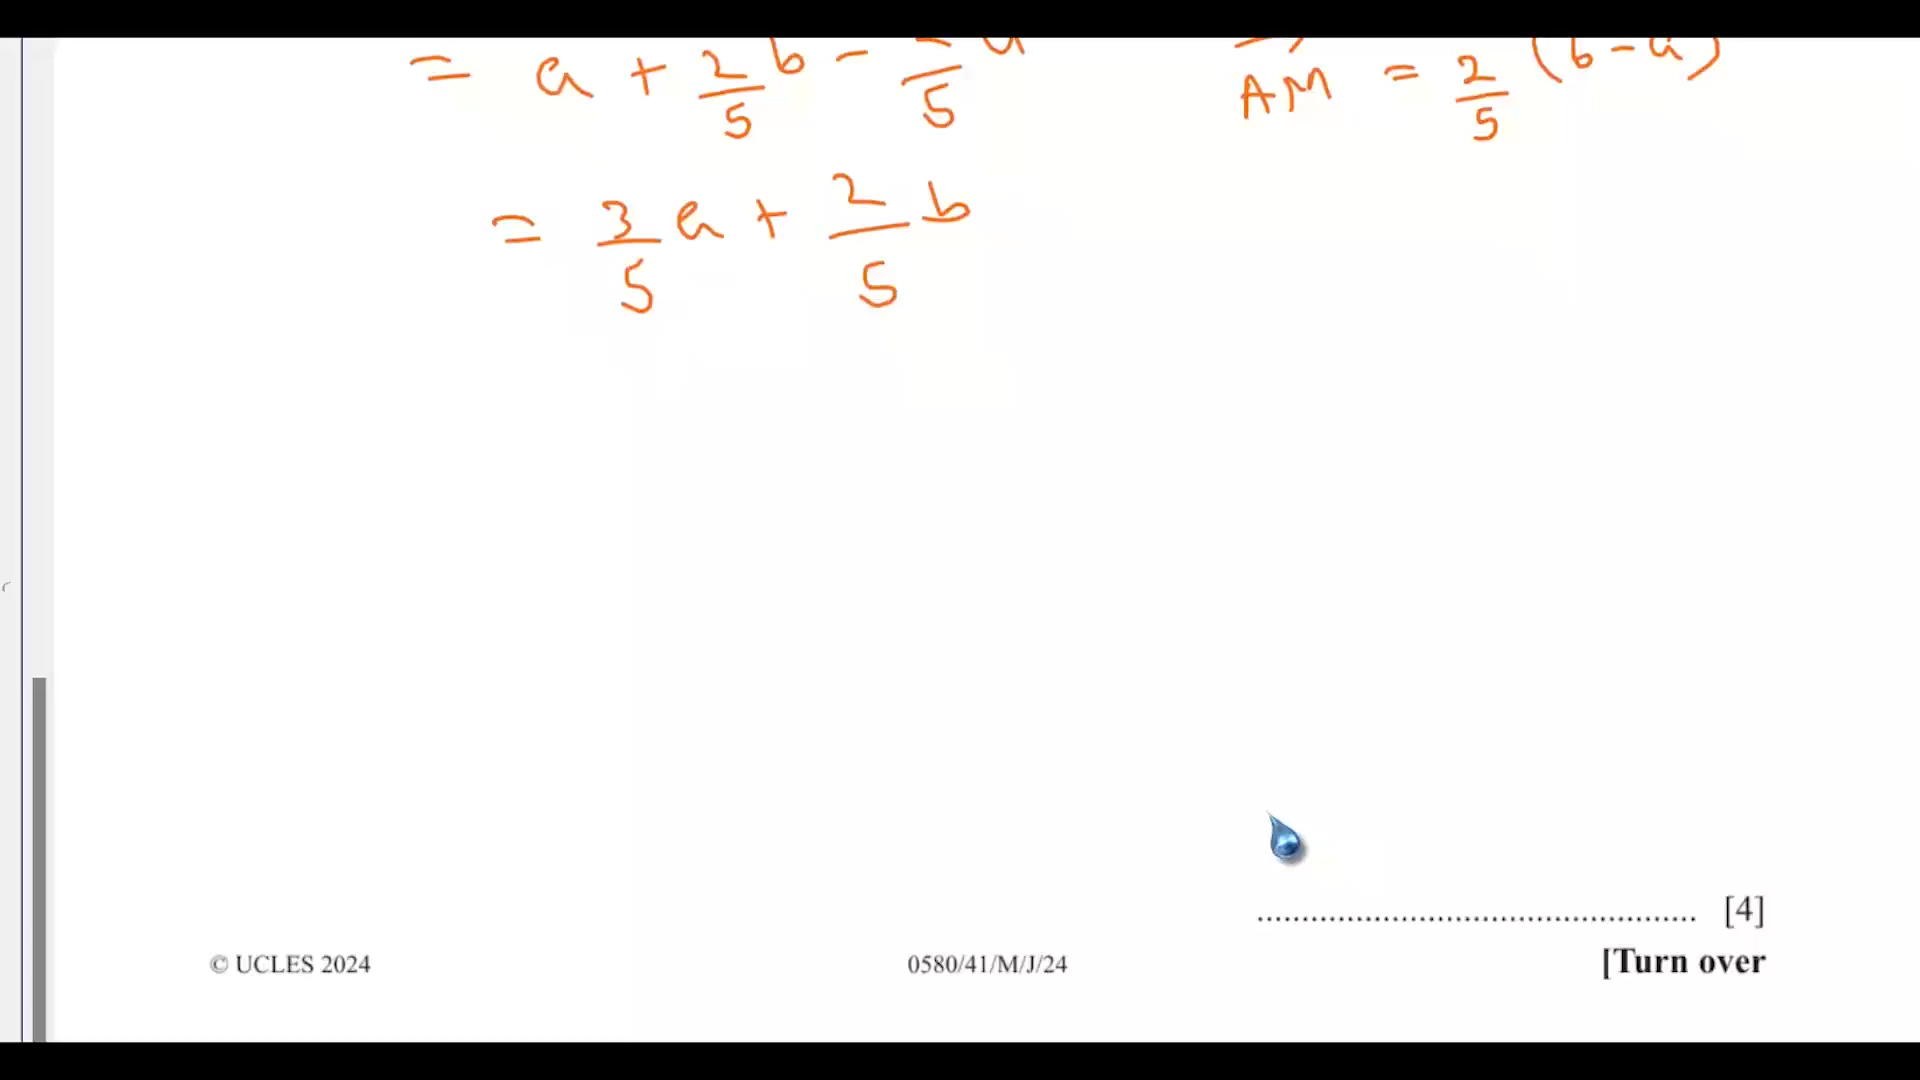 = a + 2/5 b - 2/5 a
AM = 2/5 (b - a)
= 3/5 a + 2/5 b
................................................ [4]
© UCLES 2024
0580/41/M/J/24
[Turn over